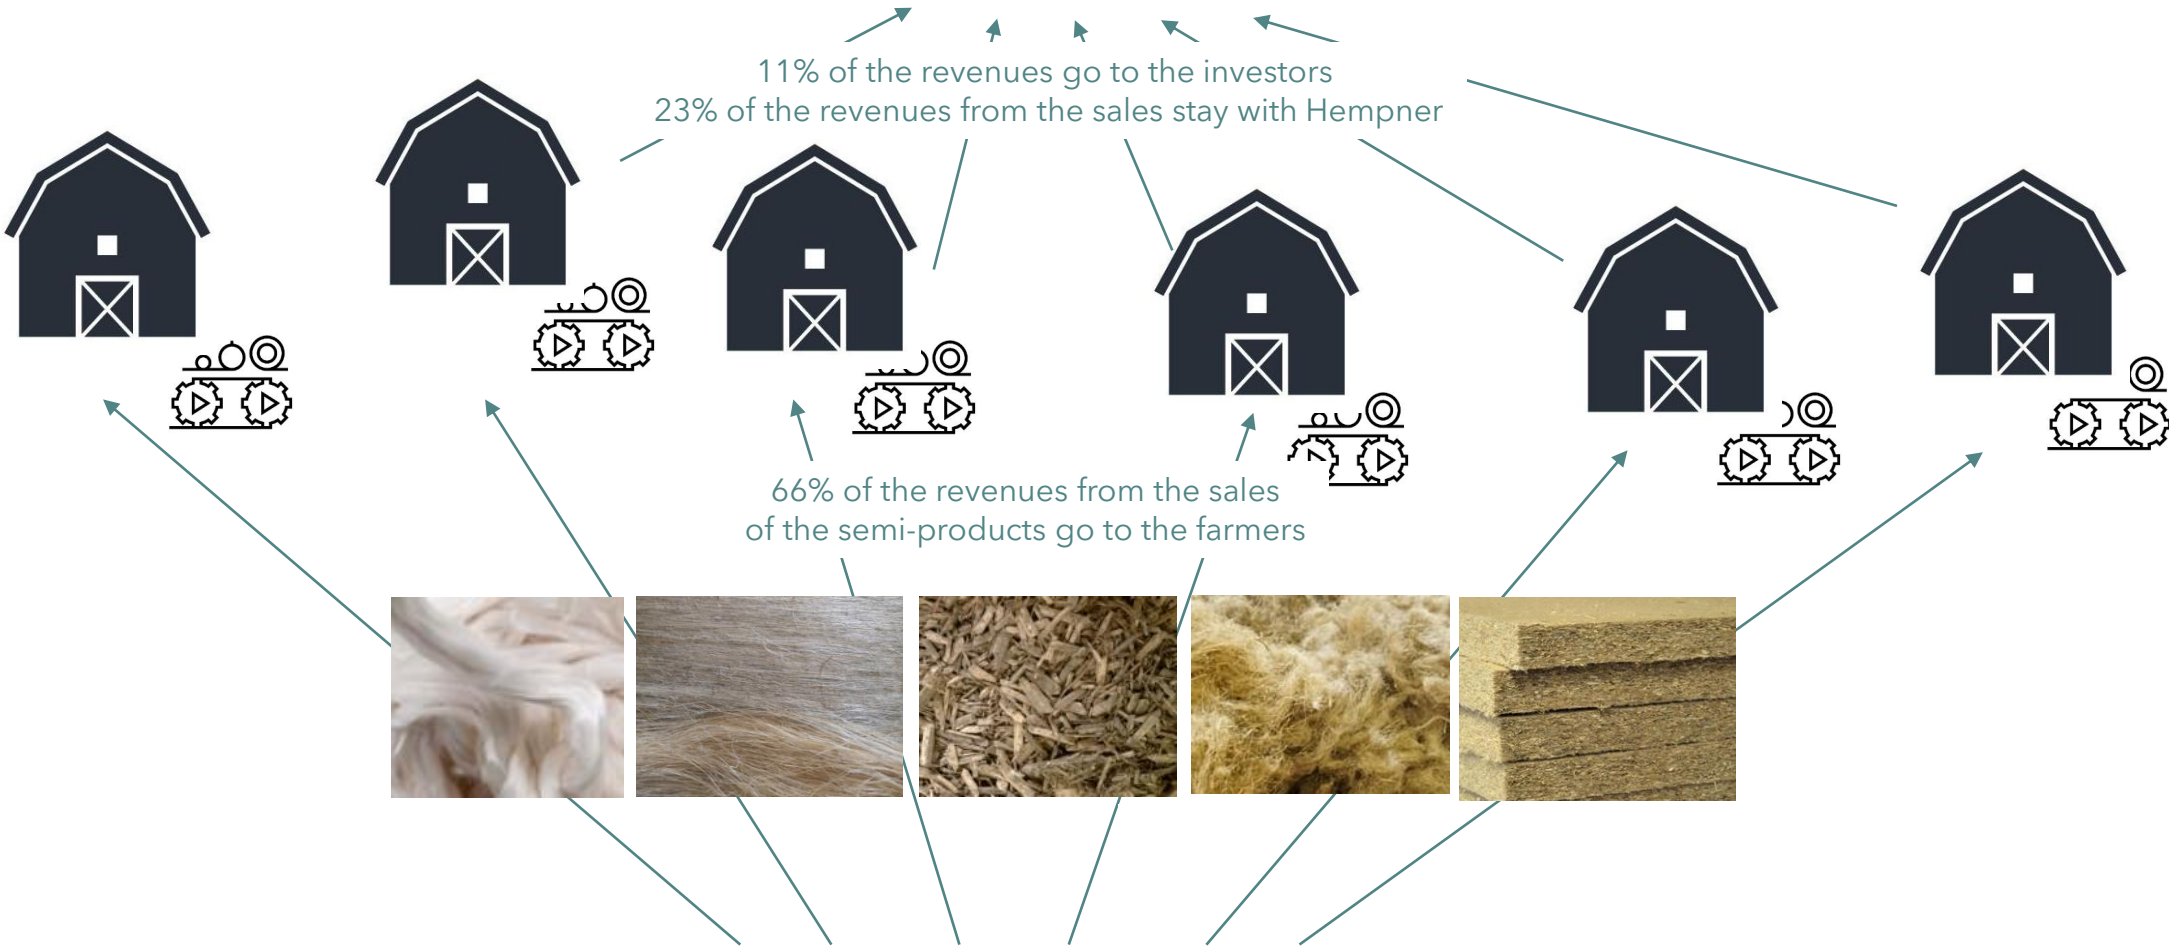 11% of the revenues go to the investors
23% of the revenues from the sales stay with Hempner
66% of the revenues from the sales
of the semi-products go to the farmers